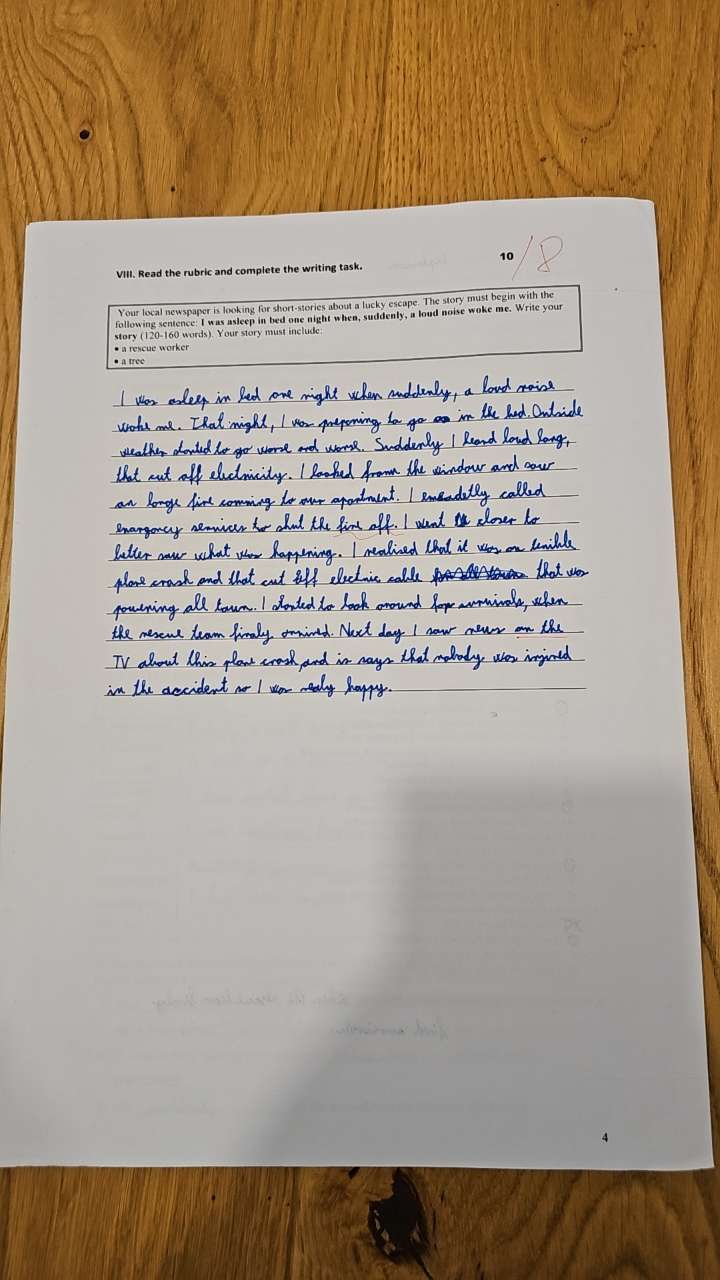 VIII. Read the rubric and complete the writing task.
10 /8
Your local newspaper is looking for short-stories about a lucky escape. The story must begin with the
following sentence: I was asleep in bed one night when, suddenly, a loud noise woke me. Write your
story (120-160 words). Your story must include:
• a rescue worker
• a tree
I was asleep in bed one night when suddenly, a loud noise
woke me. That night, I was preparing to go in the bed. Outside
weather started to go worse and worse. Suddenly I heard loud bang,
that cut off electricity. I looked from the window and saw
an large fire comming to our apartment. I emeadetly called
emargency services to shut the fire off. I went closer to
better saw what was happening. I realised that it was an terrible
plane crash and that cut off electric cable that was
powering all town. I started to look around for survivals, when
the rescue team finaly arrived. Next day I saw news on the
TV about this plane crash, and is says that nobody was injured
in the accident so I was realy happy.
4